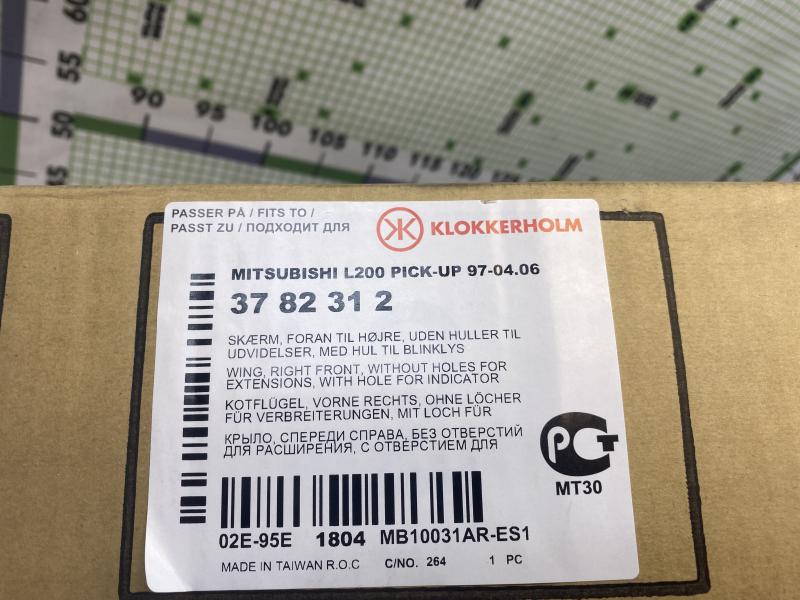 60
55
50
45
90
95
100
105
110
115
120
125
PASSER PÅ / FITS TO /
PASST ZU / ПОДХОДИТ ДЛЯ
KLOKKERHOLM
MITSUBISHI L200 PICK-UP 97-04.06
37 82 31 2
SKÆRM, FORAN TIL HØJRE, UDEN HULLER TIL
UDVIDELSER, MED HUL TIL BLINKLYS
WING, RIGHT FRONT, WITHOUT HOLES FOR
EXTENSIONS, WITH HOLE FOR INDICATOR
KOTFLÜGEL, VORNE RECHTS, OHNE LÖCHER
FÜR VERBREITERUNGEN, MIT LOCH FÜR
КРЫЛО, СПЕРЕДИ СПРАВА, БЕЗ ОТВЕРСТИЙ
ДЛЯ РАСШИРЕНИЯ, С ОТВЕРСТИЕМ ДЛЯ
РСТ
МТ30
02E-95E 1804 MB10031AR-ES1
MADE IN TAIWAN R.O.C C/NO. 264 1 PC